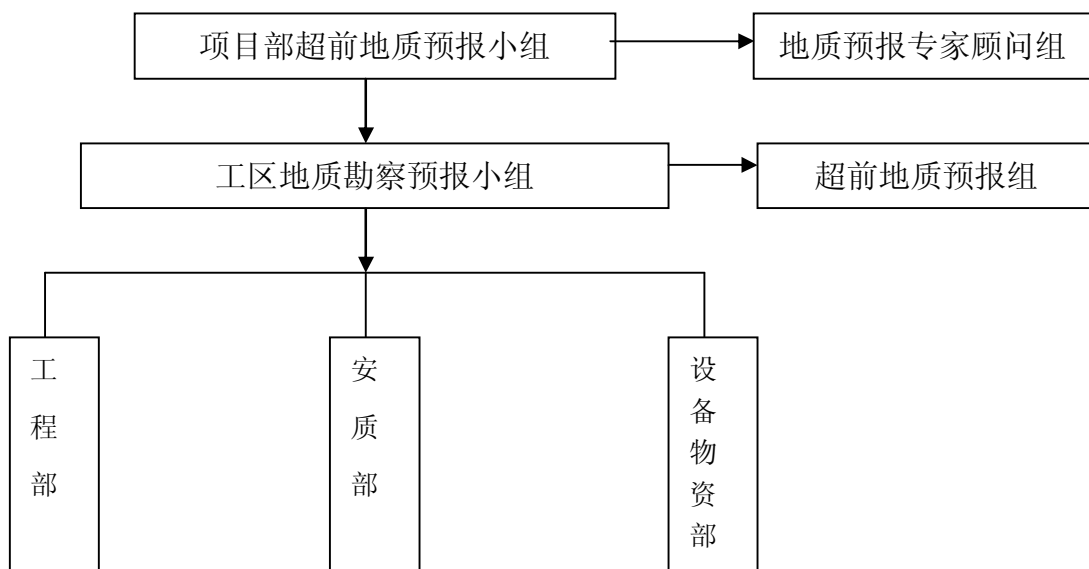 项目部超前地质预报小组
地质预报专家顾问组
工区地质勘察预报小组
超前地质预报组
工程部
安质部
设备物资部